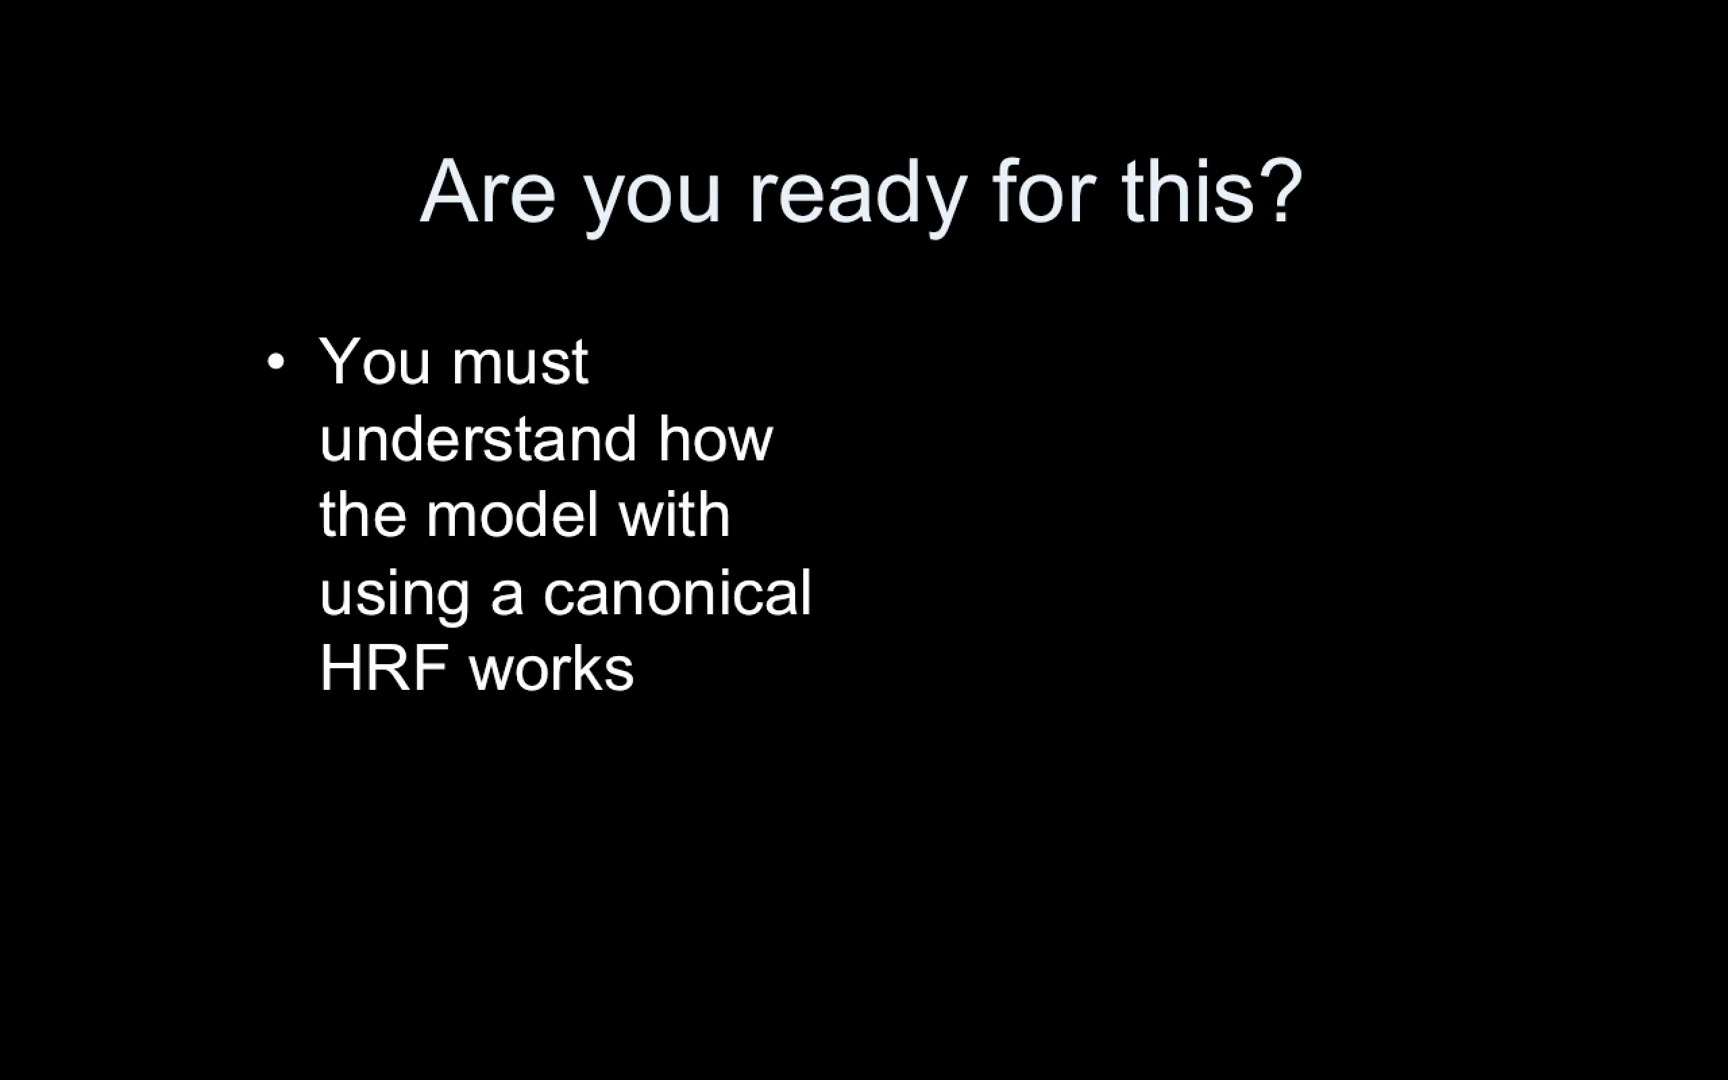 Are you ready for this?
• You must
understand how
the model with
using a canonical
HRF works